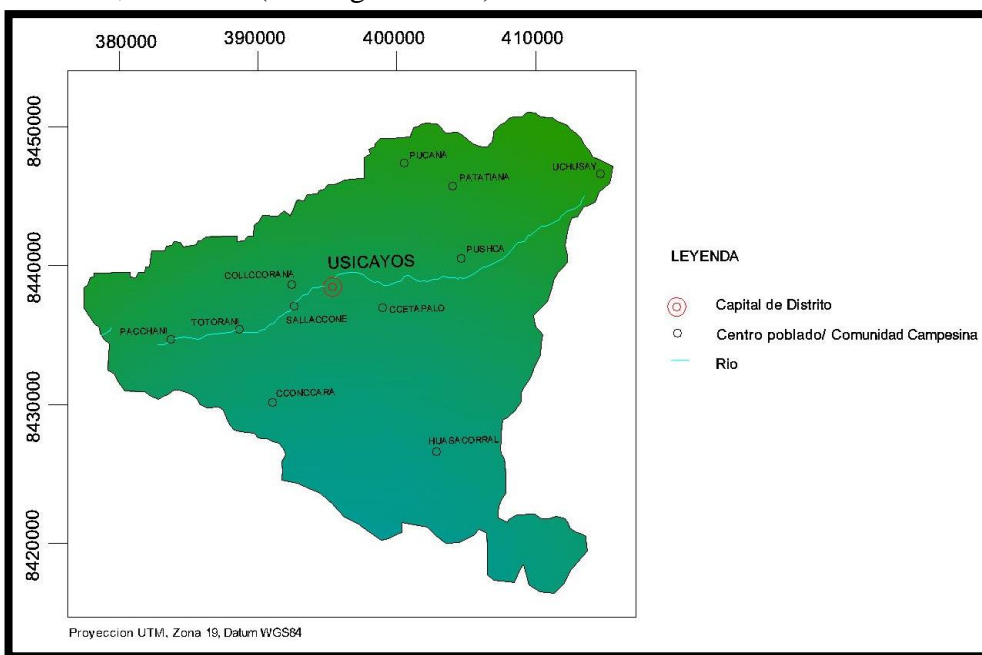 380000 390000 400000 410000
8450000
8440000
8430000
8420000
PUCANA
PATATIANA
UCHUSAY
PUSHCA
USICAYOS
COLLCCORANA
CCETAPALO
SALLACCONE
TOTORANI
PACCHANI
CCONCCARA
HUASACORRAL
LEYENDA
Capital de Distrito
Centro poblado/ Comunidad Campesina
Rio
Proyeccion UTM, Zona 19, Datum WGS84